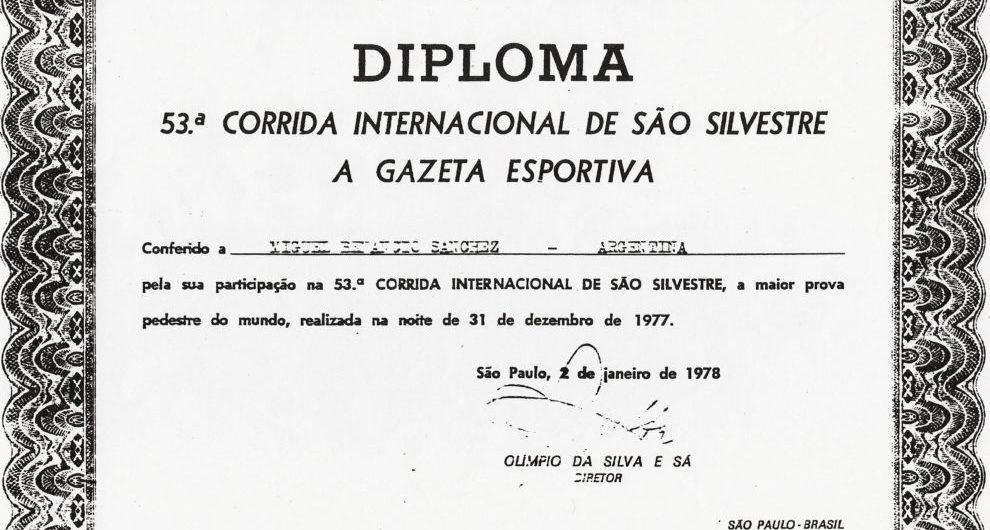 DIPLOMA
53.ª CORRIDA INTERNACIONAL DE SÃO SILVESTRE
A GAZETA ESPORTIVA
Conferido a MIGUEL BENANCIO SANCHEZ - ARGENTINA
pela sua participação na 53.ª CORRIDA INTERNACIONAL DE SÃO SILVESTRE, a maior prova
pedestre do mundo, realizada na noite de 31 de dezembro de 1977.
São Paulo, 2 de janeiro de 1978
OLIMPIO DA SILVA E SÁ
DIRETOR
SÃO PAULO - BRASIL